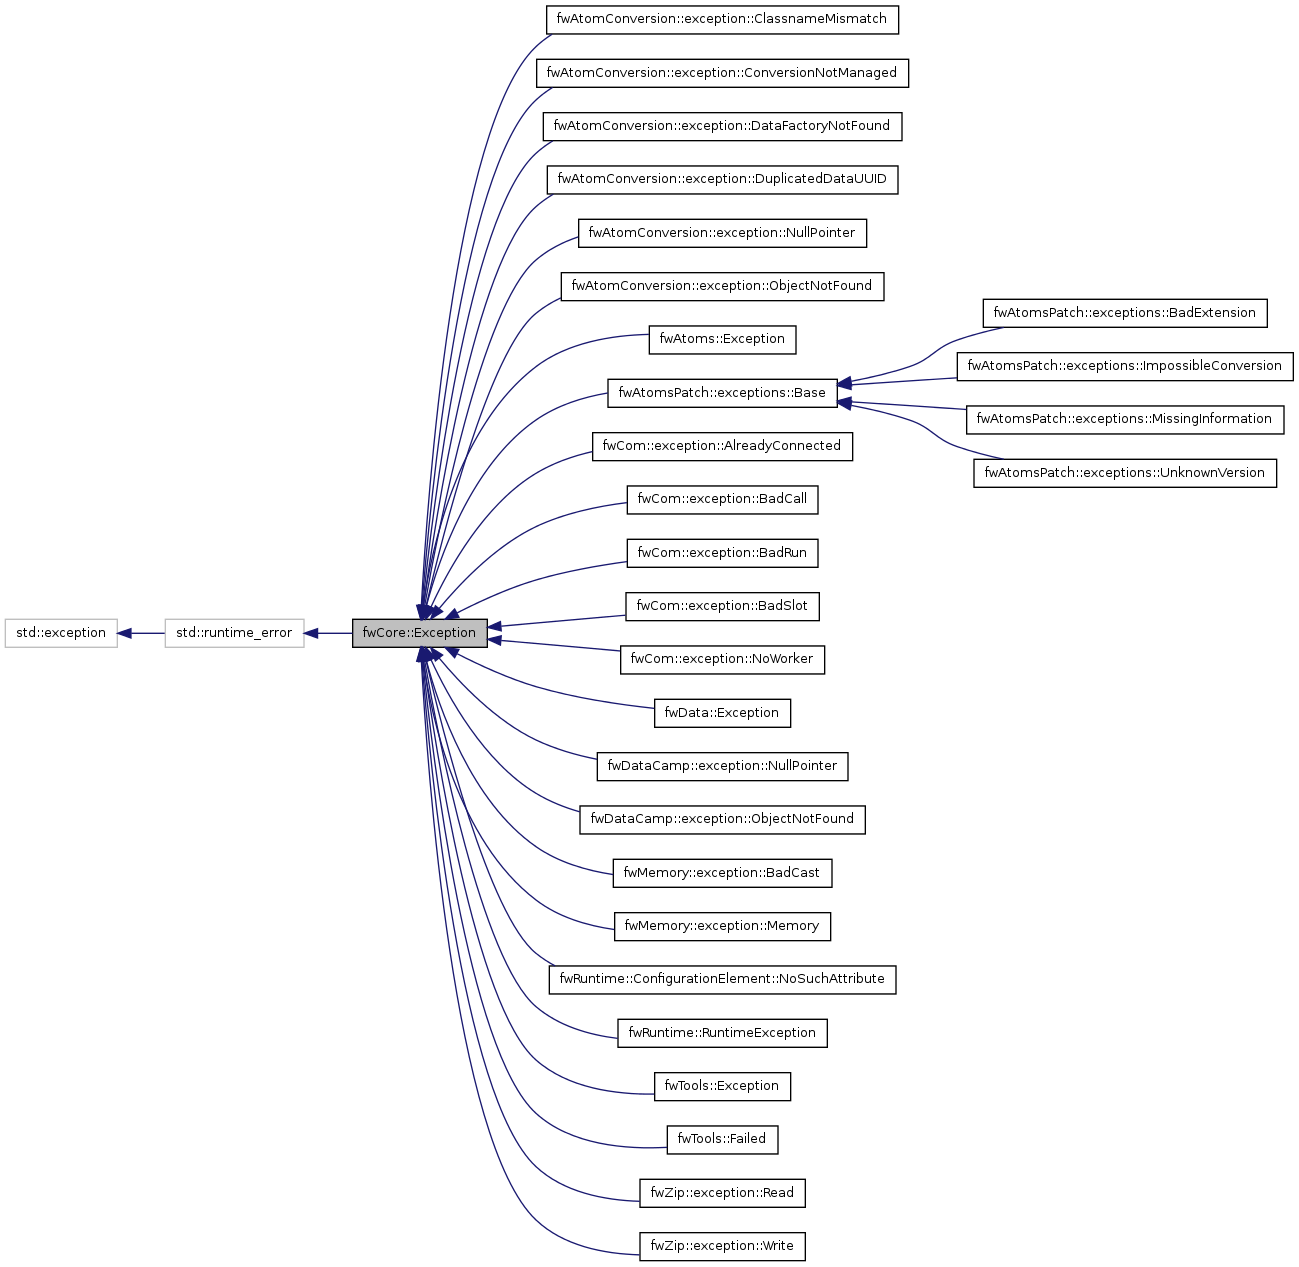 std::exception
std::runtime_error
fwCore::Exception
fwAtomConversion::exception::ClassnameMismatch
fwAtomConversion::exception::ConversionNotManaged
fwAtomConversion::exception::DataFactoryNotFound
fwAtomConversion::exception::DuplicatedDataUUID
fwAtomConversion::exception::NullPointer
fwAtomConversion::exception::ObjectNotFound
fwAtoms::Exception
fwAtomsPatch::exceptions::Base
fwCom::exception::AlreadyConnected
fwCom::exception::BadCall
fwCom::exception::BadRun
fwCom::exception::BadSlot
fwCom::exception::NoWorker
fwData::Exception
fwDataCamp::exception::NullPointer
fwDataCamp::exception::ObjectNotFound
fwMemory::exception::BadCast
fwMemory::exception::Memory
fwRuntime::ConfigurationElement::NoSuchAttribute
fwRuntime::RuntimeException
fwTools::Exception
fwTools::Failed
fwZip::exception::Read
fwZip::exception::Write
fwAtomsPatch::exceptions::BadExtension
fwAtomsPatch::exceptions::ImpossibleConversion
fwAtomsPatch::exceptions::MissingInformation
fwAtomsPatch::exceptions::UnknownVersion